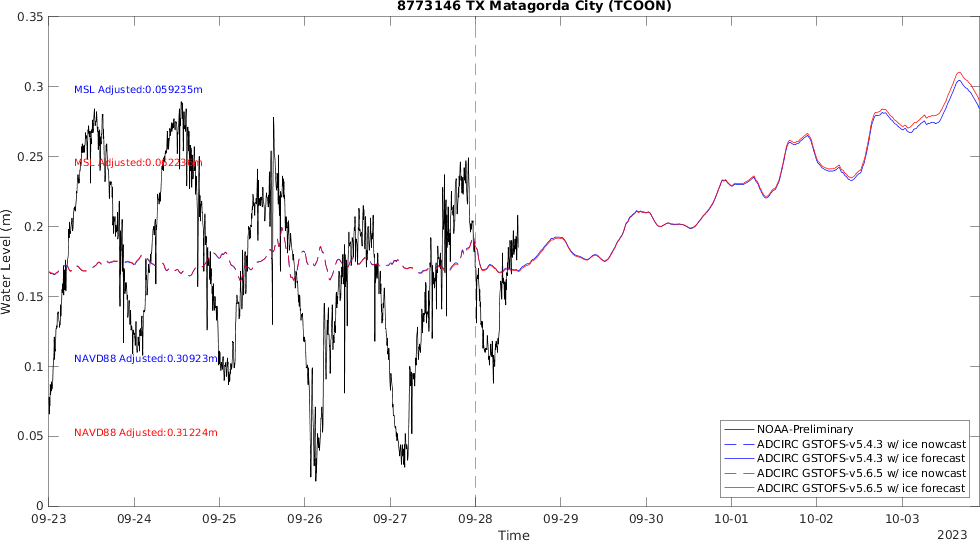 8773146 TX Matagorda City (TCOON)
0.35
0.3
0.25
0.2
0.15
0.1
0.05
0
Water Level (m)
MSL Adjusted:0.059235m
MSL Adjusted:0.062236m
NAVD88 Adjusted:0.30923m
NAVD88 Adjusted:0.31224m
NOAA-Preliminary
ADCIRC GSTOFS-v5.4.3 w/ ice nowcast
ADCIRC GSTOFS-v5.4.3 w/ ice forecast
ADCIRC GSTOFS-v5.6.5 w/ ice nowcast
ADCIRC GSTOFS-v5.6.5 w/ ice forecast
09-23 09-24 09-25 09-26 09-27 09-28 09-29 09-30 10-01 10-02 10-03
Time
2023